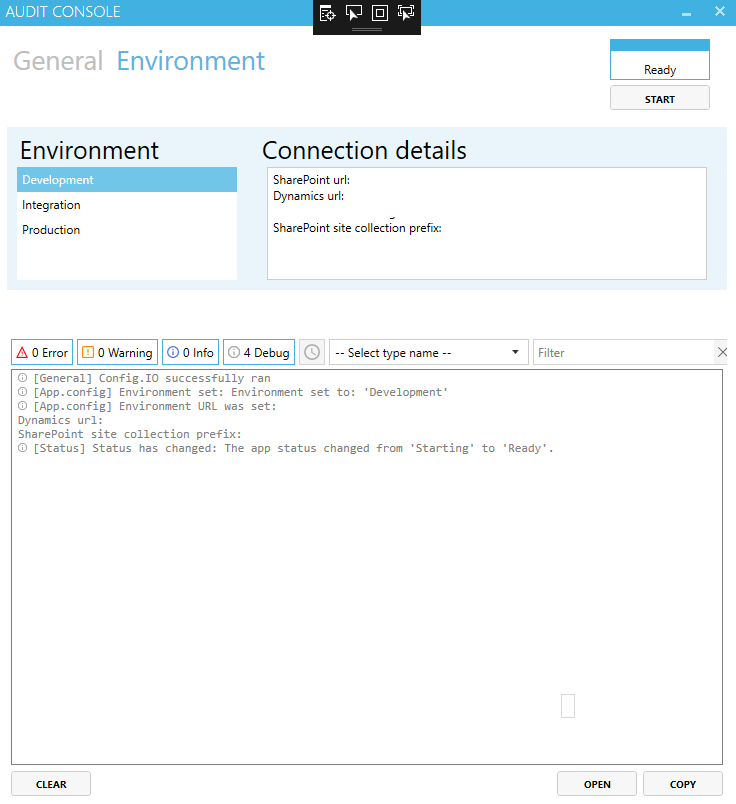 AUDIT CONSOLE
General Environment
Ready
START
Environment
Development
Integration
Production
Connection details
SharePoint url:
Dynamics url:
SharePoint site collection prefix:
0 Error 0 Warning 0 Info 4 Debug -- Select type name -- Filter
[General] Config.IO successfully ran
[App.config] Environment set: Environment set to: 'Development'
[App.config] Environment URL was set:
Dynamics url:
SharePoint site collection prefix:
[Status] Status has changed: The app status changed from 'Starting' to 'Ready'.
CLEAR OPEN COPY